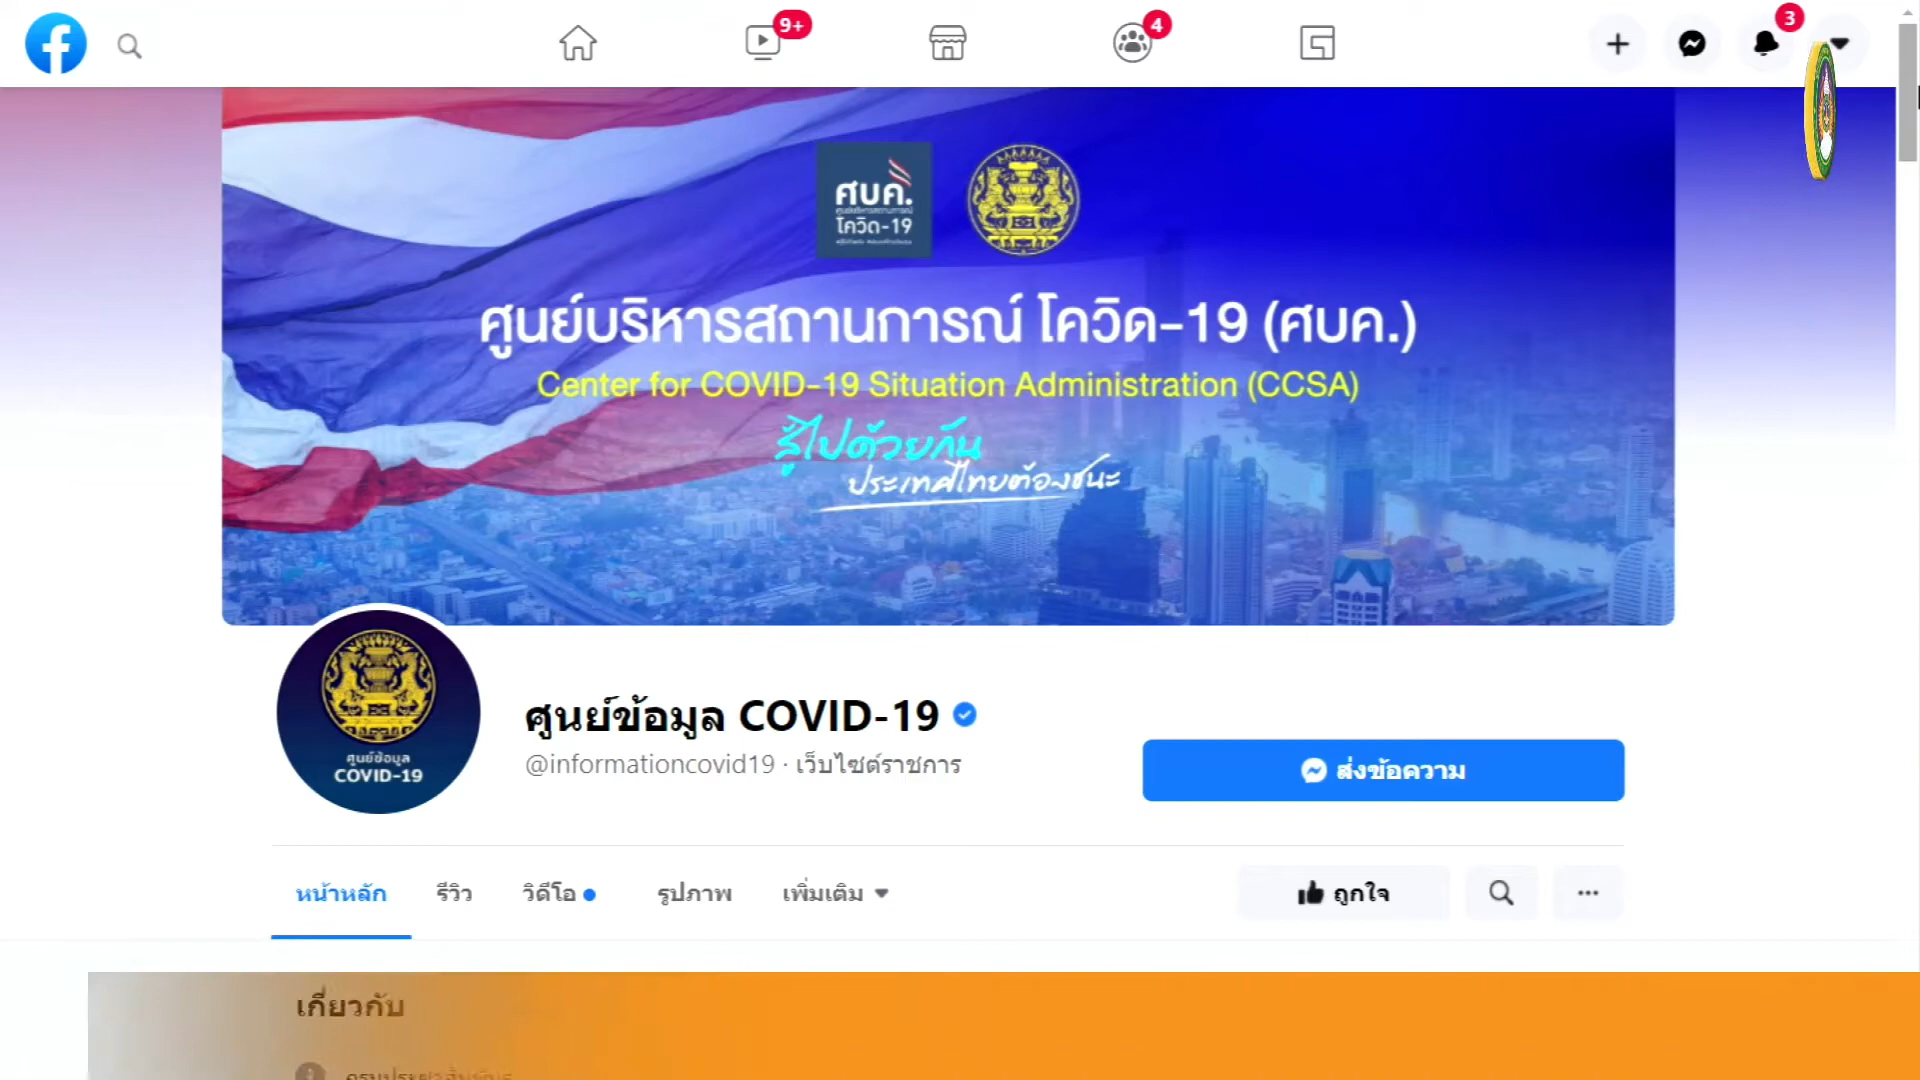 9+
4
3
ศบค.
โควิด-19
ศูนย์บริหารสถานการณ์ โควิด-19 (ศบค.)
Center for COVID-19 Situation Administration (CCSA)
รู้ไปด้วยกัน
ประเทศไทยต้องชนะ
ศูนย์ข้อมูล
COVID-19
ศูนย์ข้อมูล COVID-19
@informationcovid19 · เว็บไซต์ราชการ
ส่งข้อความ
หน้าหลัก รีวิว วิดีโอ รูปภาพ เพิ่มเติม
ถูกใจ
เกี่ยวกับ